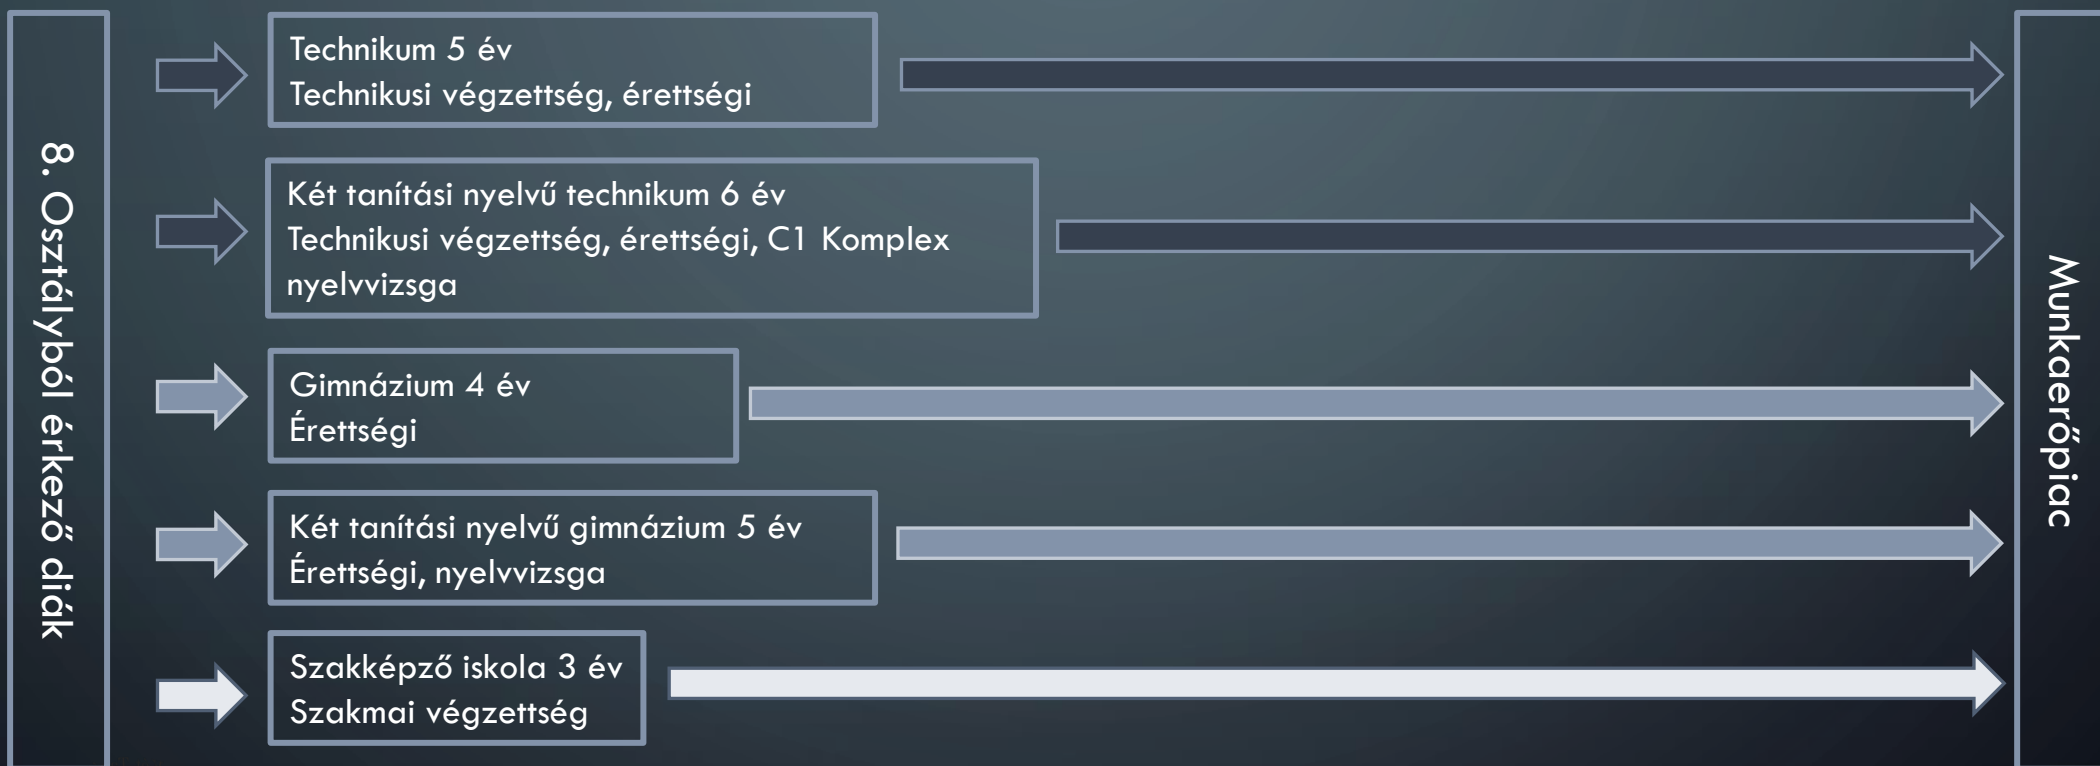 8. Osztályból érkező diák
Technikum 5 év
Technikusi végzettség, érettségi
Két tanítási nyelvű technikum 6 év
Technikusi végzettség, érettségi, C1 Komplex
nyelvvizsga
Gimnázium 4 év
Érettségi
Két tanítási nyelvű gimnázium 5 év
Érettségi, nyelvvizsga
Szakképző iskola 3 év
Szakmai végzettség
Munkaerőpiac